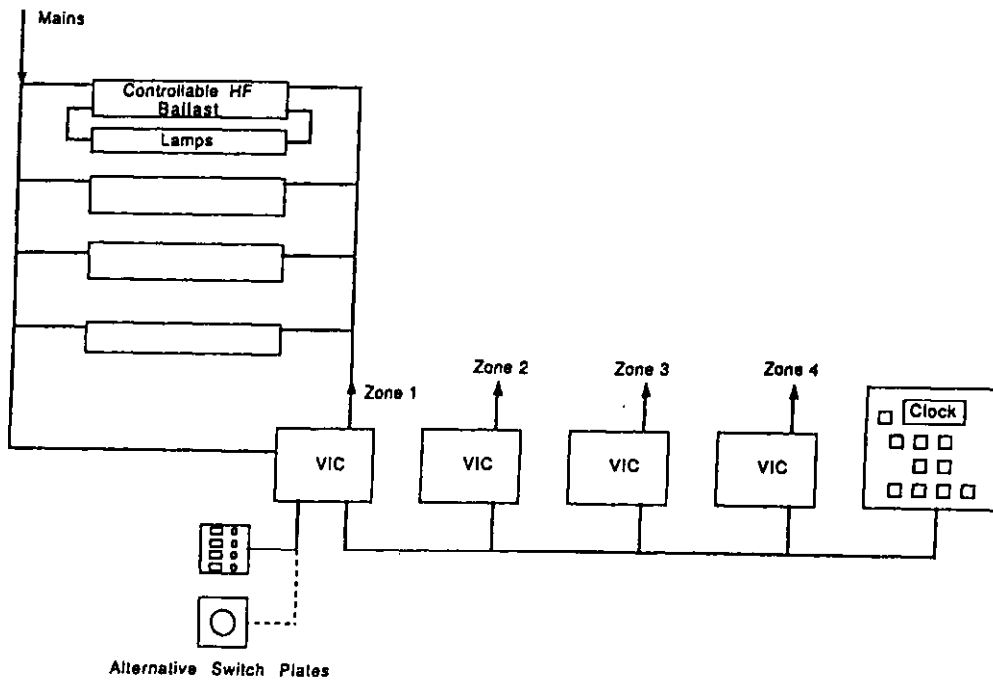 Mains
Controllable HF
Ballast
Lamps
Zone 1
Zone 2
Zone 3
Zone 4
VIC
VIC
VIC
VIC
Clock
Alternative Switch Plates